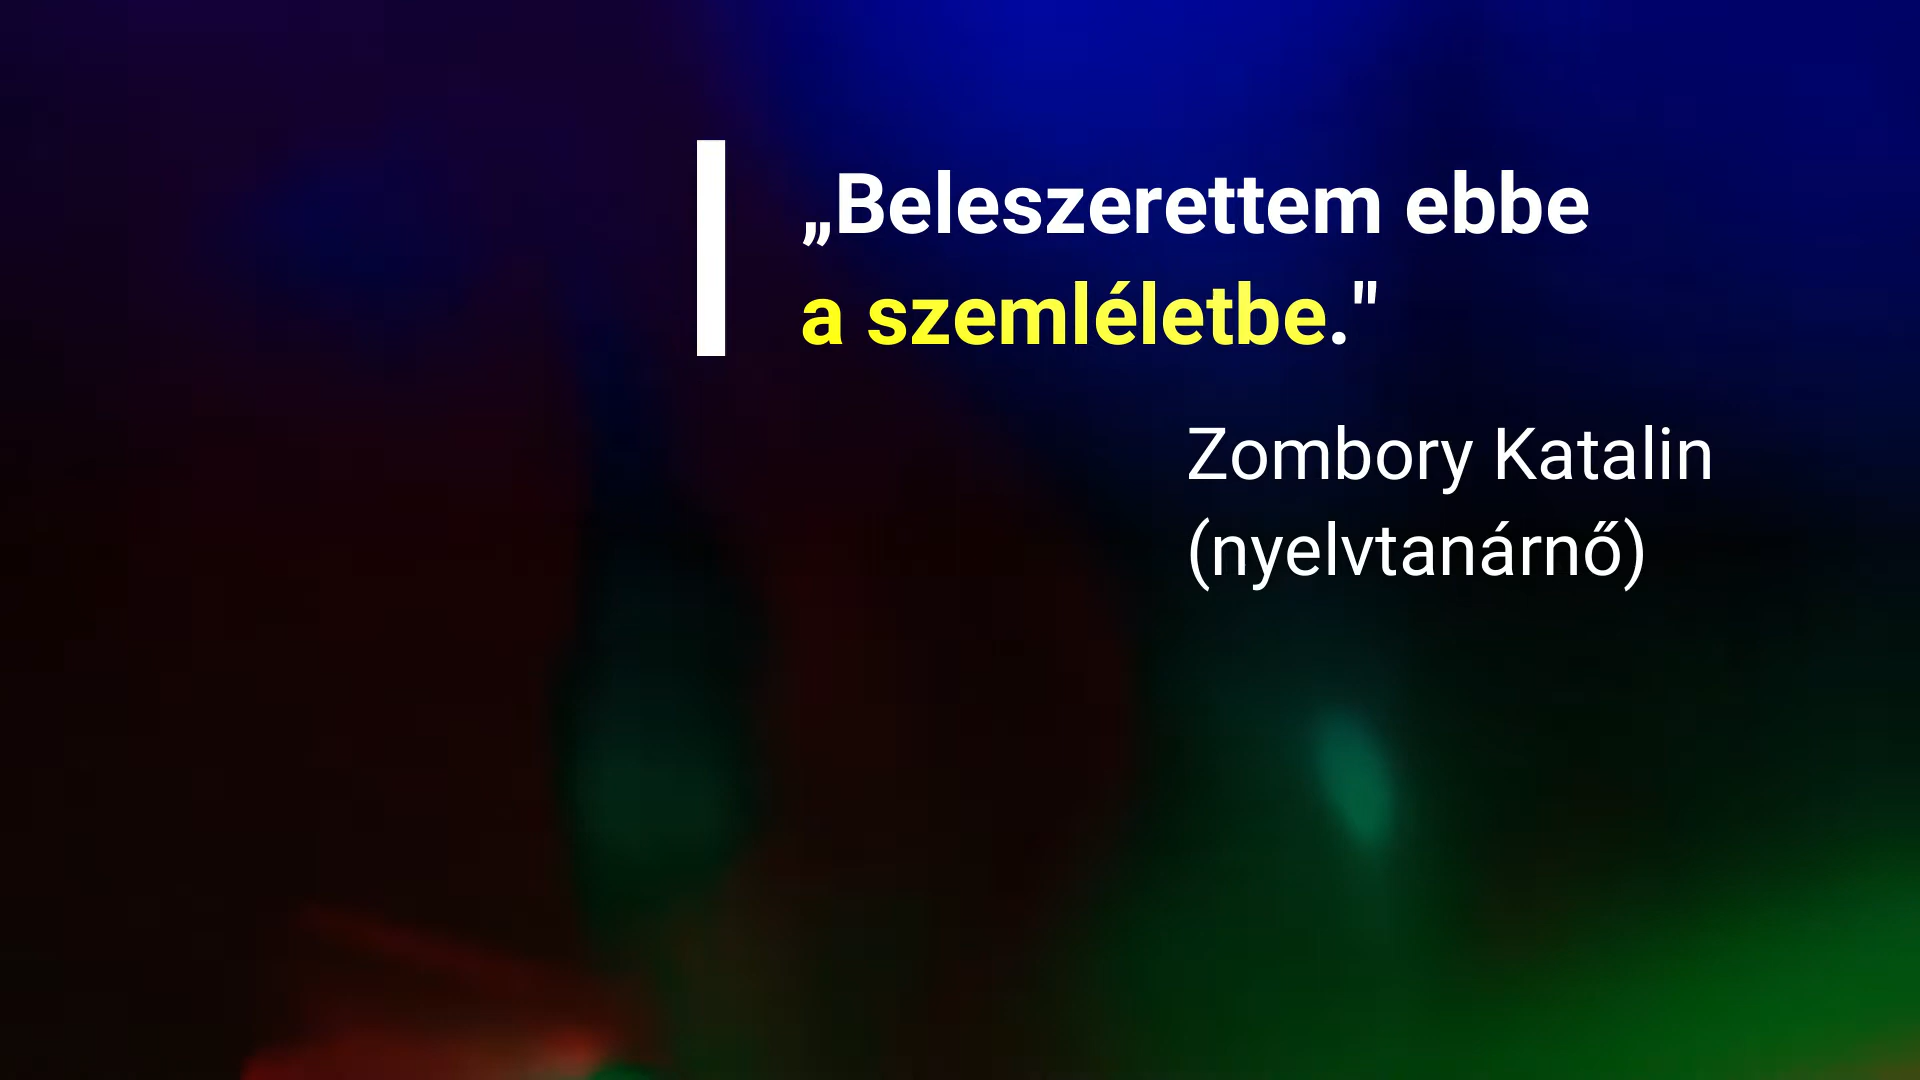 „Beleszerettem ebbe
a szemléletbe."
Zombory Katalin
(nyelvtanárnő)